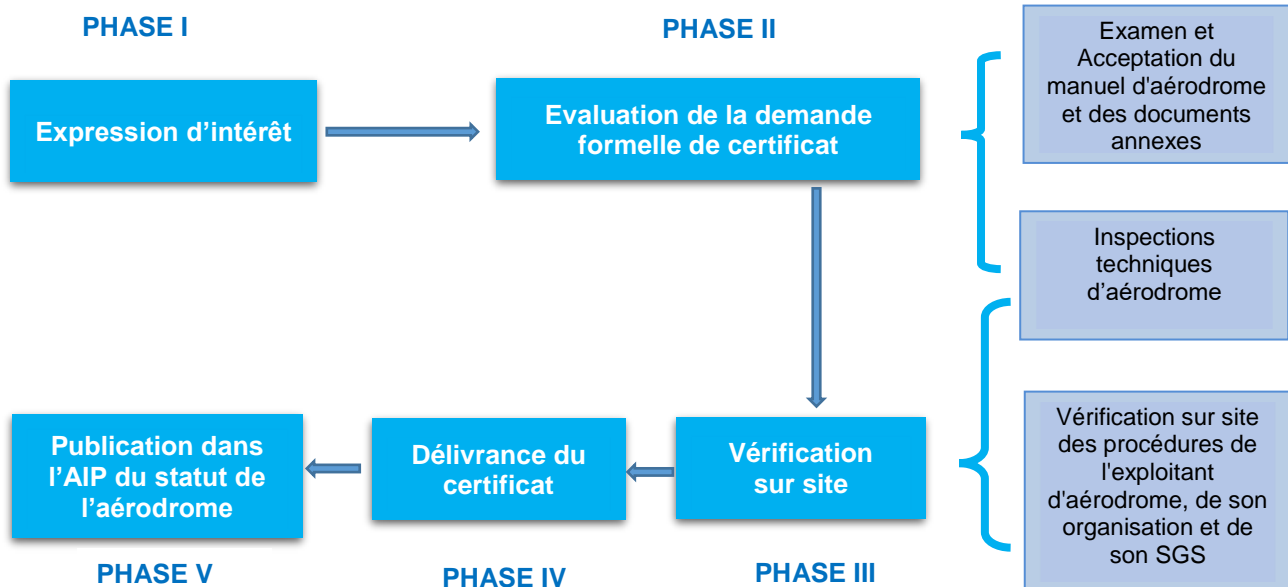 PHASE I
Expression d’intérêt
PHASE II
Evaluation de la demande
formelle de certificat
Examen et
Acceptation du
manuel d'aérodrome
et des documents
annexes
Inspections
techniques
d’aérodrome
Vérification sur site
des procédures de
l'exploitant
d'aérodrome, de son
organisation et de
son SGS
Vérification
sur site
PHASE III
Délivrance du
certificat
PHASE IV
Publication dans
l’AIP du statut de
l’aérodrome
PHASE V